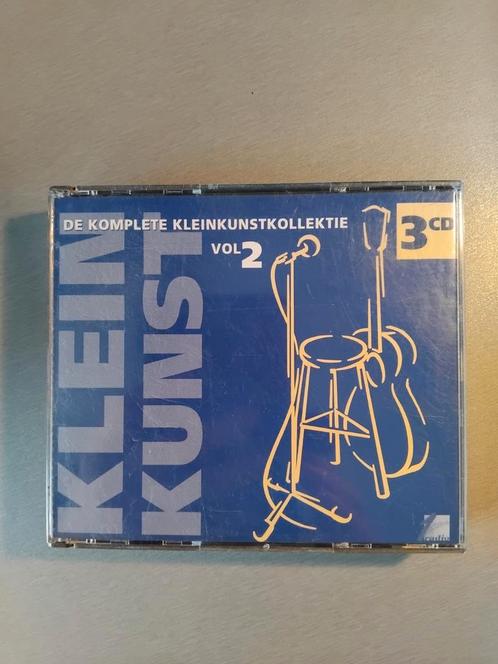 DE KOMPLETE KLEINKUNSTKOLLEKTIE
VOL 2
3CD
KLEIN
KUNST